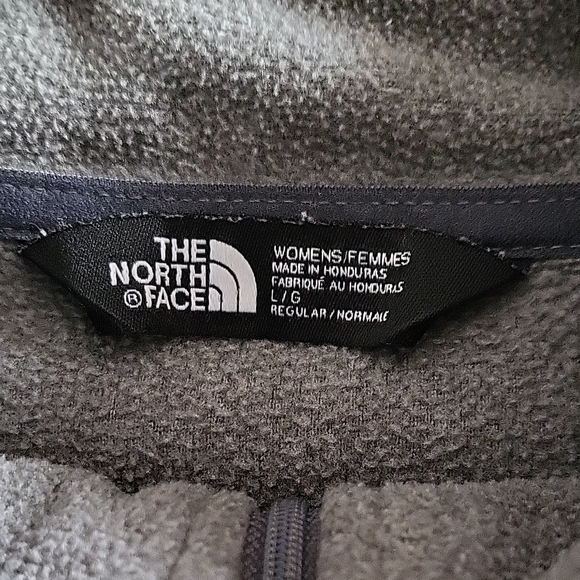 THE
NORTH
® FACE
WOMENS/FEMMES
MADE IN HONDURAS
FABRIQUÉ AU HONDURAS
L/G
REGULAR/NORMALE